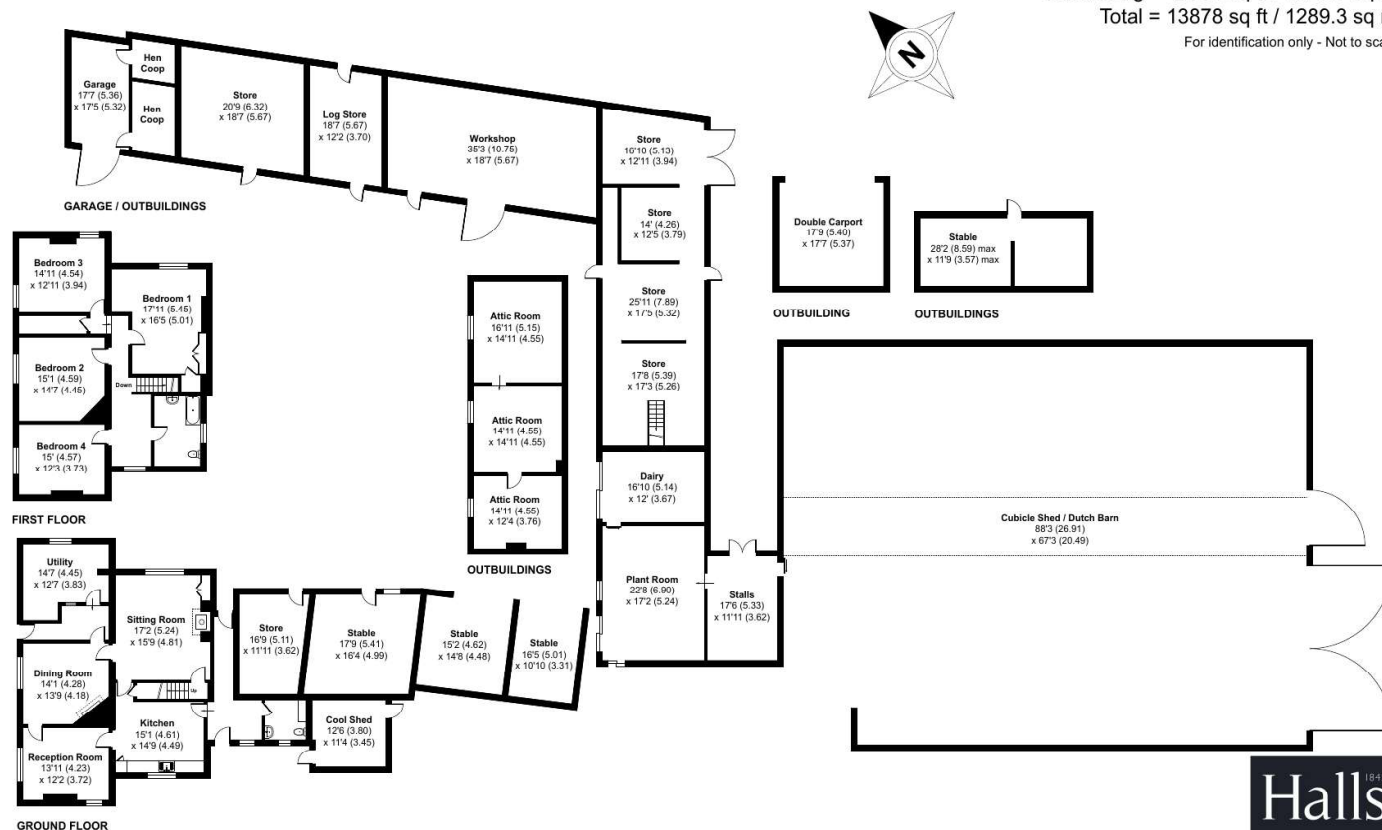 Total = 13878 sq ft / 1289.3 sq
For identification only - Not to
N
Garage
17'7 (5.36)
x 17'5 (5.32)
Hen
Coop
Hen
Coop
Store
20'9 (6.32)
x 18'7 (5.67)
Log Store
18'7 (5.67)
x 12'2 (3.70)
Workshop
35'3 (10.75)
x 18'7 (5.67)
Store
16'10 (5.13)
x 12'11 (3.94)
GARAGE / OUTBUILDINGS
Store
14' (4.26)
x 12'5 (3.79)
Store
25'11 (7.89)
x 17'5 (5.32)
Store
17'8 (5.39)
x 17'3 (5.26)
Double Carport
17'9 (5.40)
x 17'7 (5.37)
OUTBUILDING
Stable
28'2 (8.59) max
x 11'9 (3.57) max
OUTBUILDINGS
Bedroom 3
14'11 (4.54)
x 12'11 (3.94)
Bedroom 1
17'11 (5.45)
x 16'5 (5.01)
Bedroom 2
15'1 (4.59)
x 14'7 (4.45)
Down
Bedroom 4
15' (4.57)
x 12'3 (3.73)
FIRST FLOOR
Attic Room
16'11 (5.15)
x 14'11 (4.55)
Attic Room
14'11 (4.55)
x 14'11 (4.55)
Attic Room
14'11 (4.55)
x 12'4 (3.76)
OUTBUILDINGS
Dairy
16'10 (5.14)
x 12' (3.67)
Plant Room
22'8 (6.90)
x 17'2 (5.24)
Stalls
17'6 (5.33)
x 11'11 (3.62)
Cubicle Shed / Dutch Barn
88'3 (26.91)
x 67'3 (20.49)
Utility
14'7 (4.45)
x 12'7 (3.83)
Sitting Room
17'2 (5.24)
x 15'9 (4.81)
Dining Room
14'1 (4.28)
x 13'9 (4.18)
Up
Kitchen
15'1 (4.61)
x 14'9 (4.49)
Reception Room
13'11 (4.23)
x 12'2 (3.72)
GROUND FLOOR
Store
16'9 (5.11)
x 11'11 (3.62)
Stable
17'9 (5.41)
x 16'4 (4.99)
Stable
15'2 (4.62)
x 14'8 (4.48)
Stable
16'5 (5.01)
x 10'10 (3.31)
Cool Shed
12'6 (3.80)
x 11'4 (3.45)
Halls